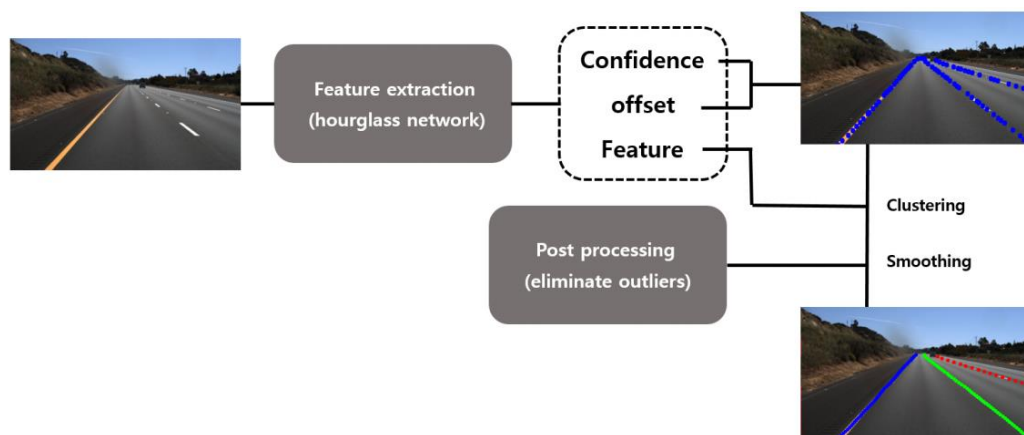 Feature extraction
(hourglass network)
Confidence
offset
Feature
Clustering
Post processing
(eliminate outliers)
Smoothing